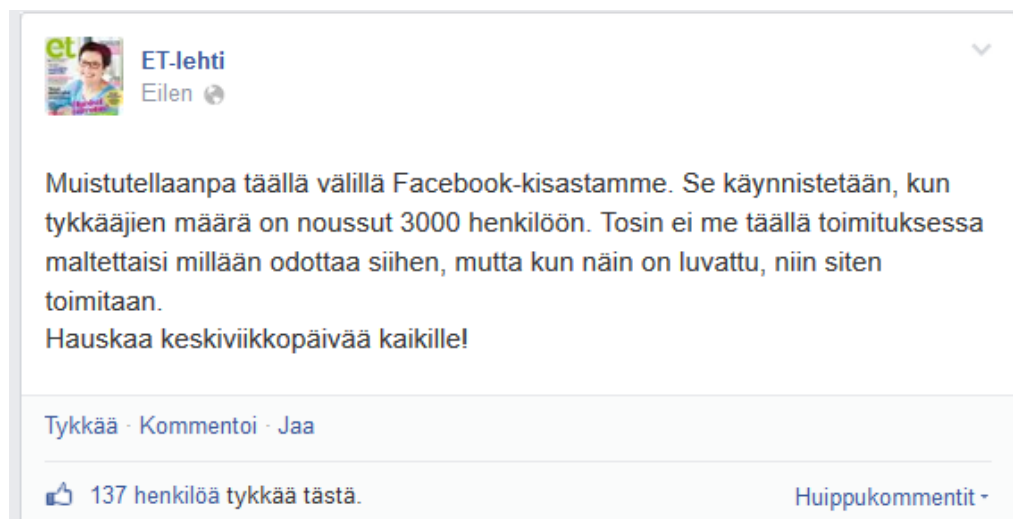 et
ET-lehti
Eilen
Muistutellaanpa täällä välillä Facebook-kisastamme. Se käynnistetään, kun
tykkääjien määrä on noussut 3000 henkilöön. Tosin ei me täällä toimituksessa
maltettaisi millään odottaa siihen, mutta kun näin on luvattu, niin siten
toimitaan.
Hauskaa keskiviikkopäivää kaikille!
Tykkää · Kommentoi · Jaa
137 henkilöä tykkää tästä.
Huippukommentit